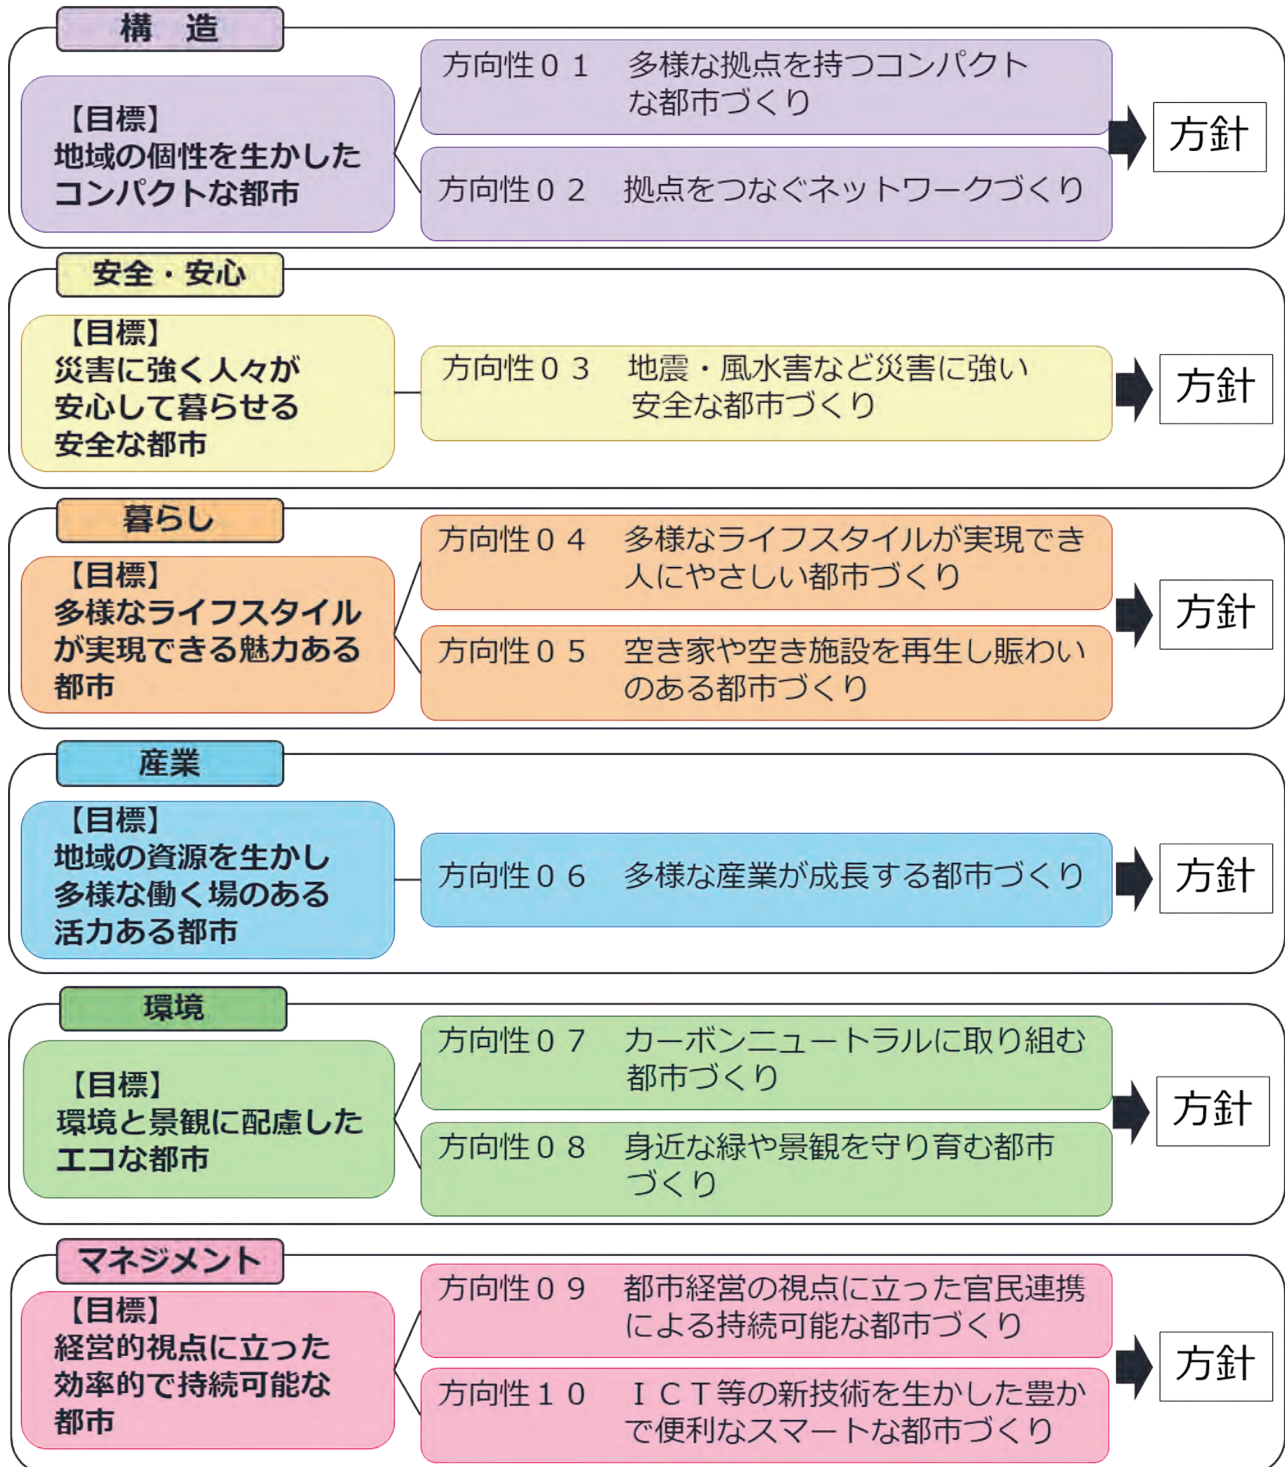 構　造
【目標】
地域の個性を生かした
コンパクトな都市
方向性０１　多様な拠点を持つコンパクト
な都市づくり
方向性０２　拠点をつなぐネットワークづくり
方針
安全・安心
【目標】
災害に強く人々が
安心して暮らせる
安全な都市
方向性０３　地震・風水害など災害に強い
安全な都市づくり
方針
暮らし
【目標】
多様なライフスタイル
が実現できる魅力ある
都市
方向性０４　多様なライフスタイルが実現でき
人にやさしい都市づくり
方向性０５　空き家や空き施設を再生し賑わい
のある都市づくり
方針
産業
【目標】
地域の資源を生かし
多様な働く場のある
活力ある都市
方向性０６　多様な産業が成長する都市づくり
方針
環境
【目標】
環境と景観に配慮した
エコな都市
方向性０７　カーボンニュートラルに取り組む
都市づくり
方向性０８　身近な緑や景観を守り育む都市
づくり
方針
マネジメント
【目標】
経営的視点に立った
効率的で持続可能な
都市
方向性０９　都市経営の視点に立った官民連携
による持続可能な都市づくり
方向性１０　ＩＣＴ等の新技術を生かした豊か
で便利なスマートな都市づくり
方針